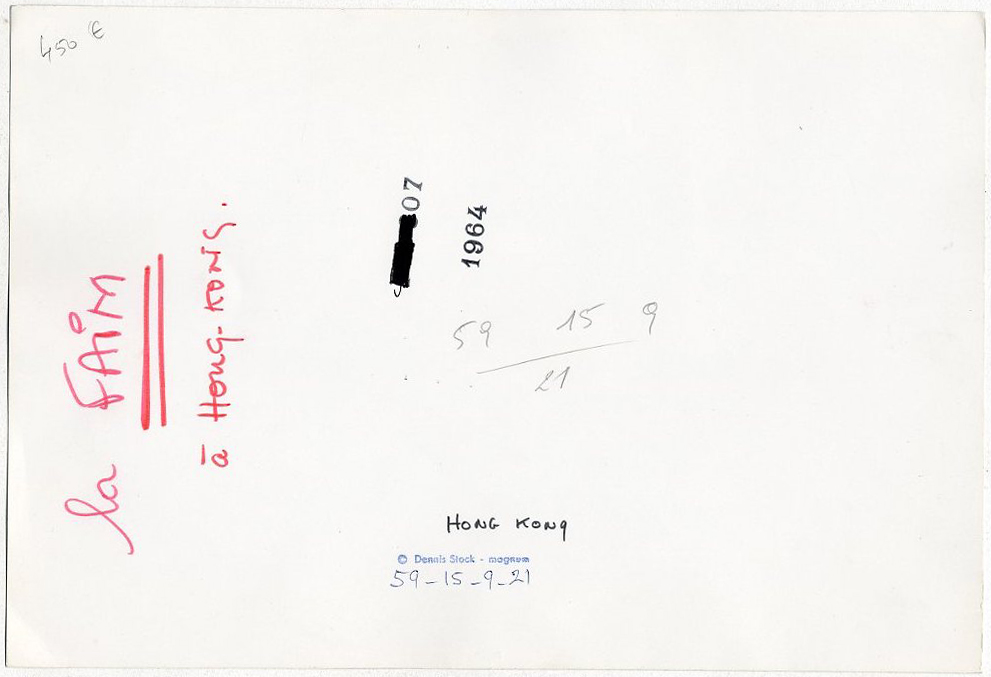 450 €
la FAIM
à Hong-Kong.
07
1964
59 15 9
21
HONG KONG
© Dennis Stock - magnum
59-15-9-21